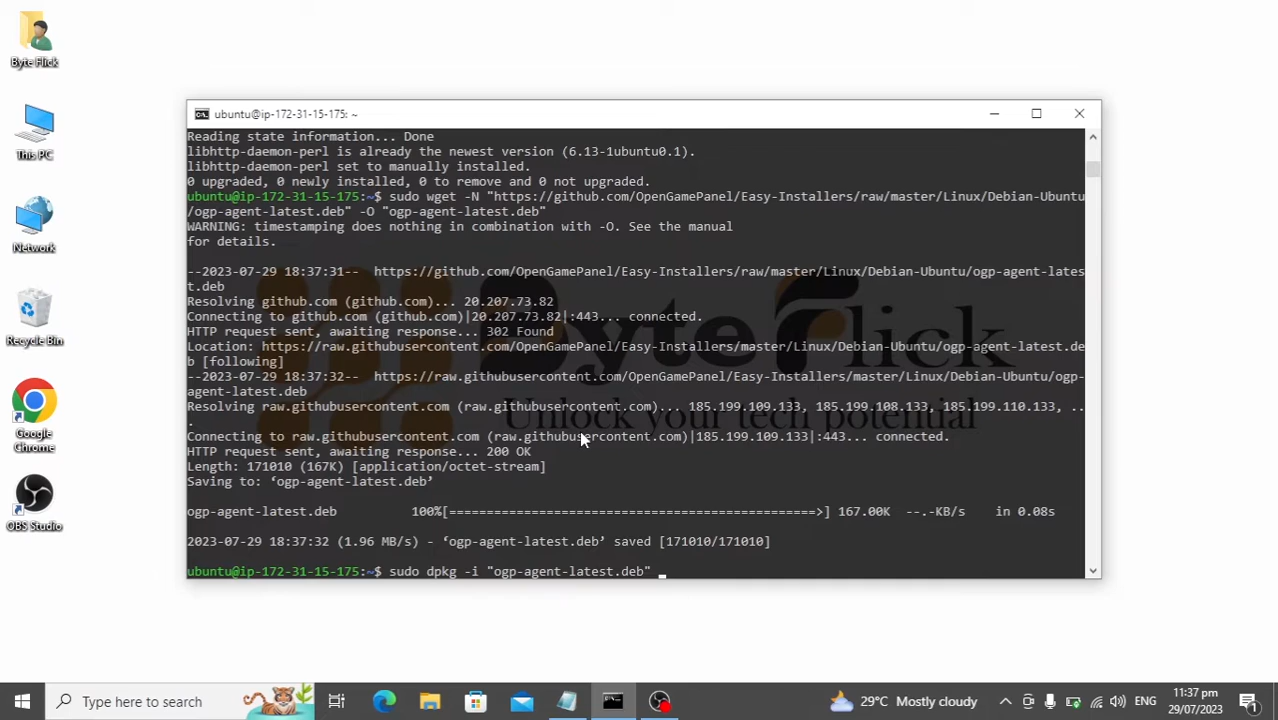 Byte Flick
This PC
Network
Recycle Bin
Google
Chrome
OBS Studio
ubuntu@ip-172-31-15-175: ~
Reading state information... Done
libhttp-daemon-perl is already the newest version (6.13-1ubuntu0.1).
libhttp-daemon-perl set to manually installed.
0 upgraded, 0 newly installed, 0 to remove and 0 not upgraded.
ubuntu@ip-172-31-15-175:~$ sudo wget -N "https://github.com/OpenGamePanel/Easy-Installers/raw/master/Linux/Debian-Ubuntu
/ogp-agent-latest.deb" -O "ogp-agent-latest.deb"
WARNING: timestamping does nothing in combination with -O. See the manual
for details.
--2023-07-29 18:37:31--  https://github.com/OpenGamePanel/Easy-Installers/raw/master/Linux/Debian-Ubuntu/ogp-agent-lates
t.deb
Resolving github.com (github.com)... 20.207.73.82
Connecting to github.com (github.com)|20.207.73.82|:443... connected.
HTTP request sent, awaiting response... 302 Found
Location: https://raw.githubusercontent.com/OpenGamePanel/Easy-Installers/master/Linux/Debian-Ubuntu/ogp-agent-latest.de
b [following]
--2023-07-29 18:37:32--  https://raw.githubusercontent.com/OpenGamePanel/Easy-Installers/master/Linux/Debian-Ubuntu/ogp-
agent-latest.deb
Resolving raw.githubusercontent.com (raw.githubusercontent.com)... 185.199.109.133, 185.199.108.133, 185.199.110.133, ..
.
Connecting to raw.githubusercontent.com (raw.githubusercontent.com)|185.199.109.133|:443... connected.
HTTP request sent, awaiting response... 200 OK
Length: 171010 (167K) [application/octet-stream]
Saving to: ‘ogp-agent-latest.deb’
ogp-agent-latest.deb          100%[=================================================>] 167.00K  --.-KB/s    in 0.08s
2023-07-29 18:37:32 (1.96 MB/s) - ‘ogp-agent-latest.deb’ saved [171010/171010]
ubuntu@ip-172-31-15-175:~$ sudo dpkg -i "ogp-agent-latest.deb"
Byte Flick
Unlock your tech potential
Type here to search
29°C Mostly cloudy
ENG
11:37 pm
29/07/2023
1